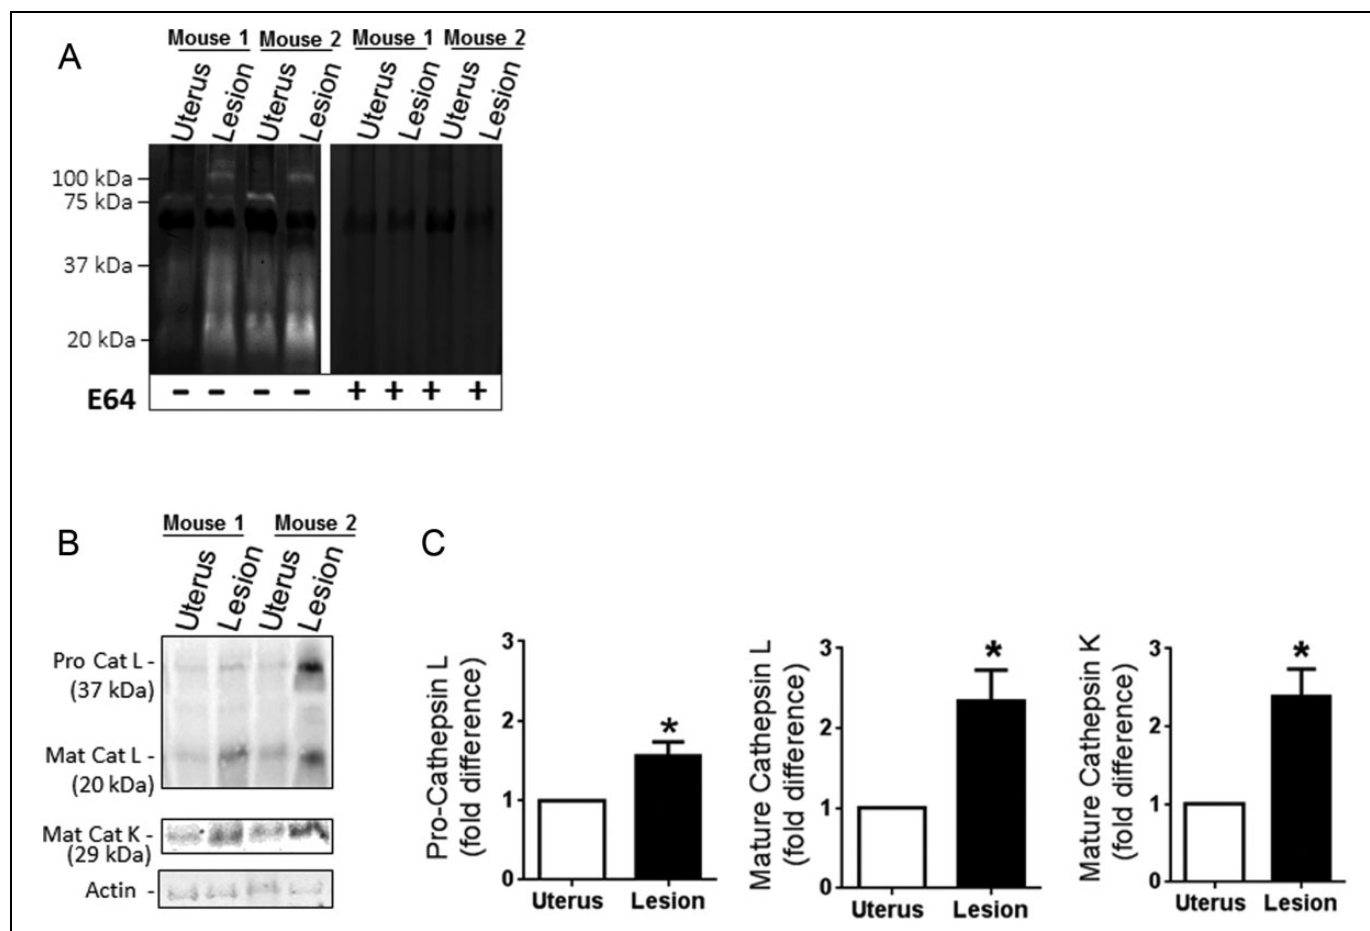 A
Mouse 1 Mouse 2 Mouse 1 Mouse 2
Uterus Lesion Uterus Lesion Uterus Lesion Uterus Lesion
100 kDa
75 kDa
37 kDa
20 kDa
E64 - - - - + + + +
B
Mouse 1 Mouse 2
Uterus Lesion Uterus Lesion
Pro Cat L -
(37 kDa)
Mat Cat L -
(20 kDa)
Mat Cat K -
(29 kDa)
Actin -
C
Pro-Cathepsin L
(fold difference)
3
2
1
0
*
Uterus Lesion
Mature Cathepsin L
(fold difference)
3
2
1
0
*
Uterus Lesion
Mature Cathepsin K
(fold difference)
3
2
1
0
*
Uterus Lesion